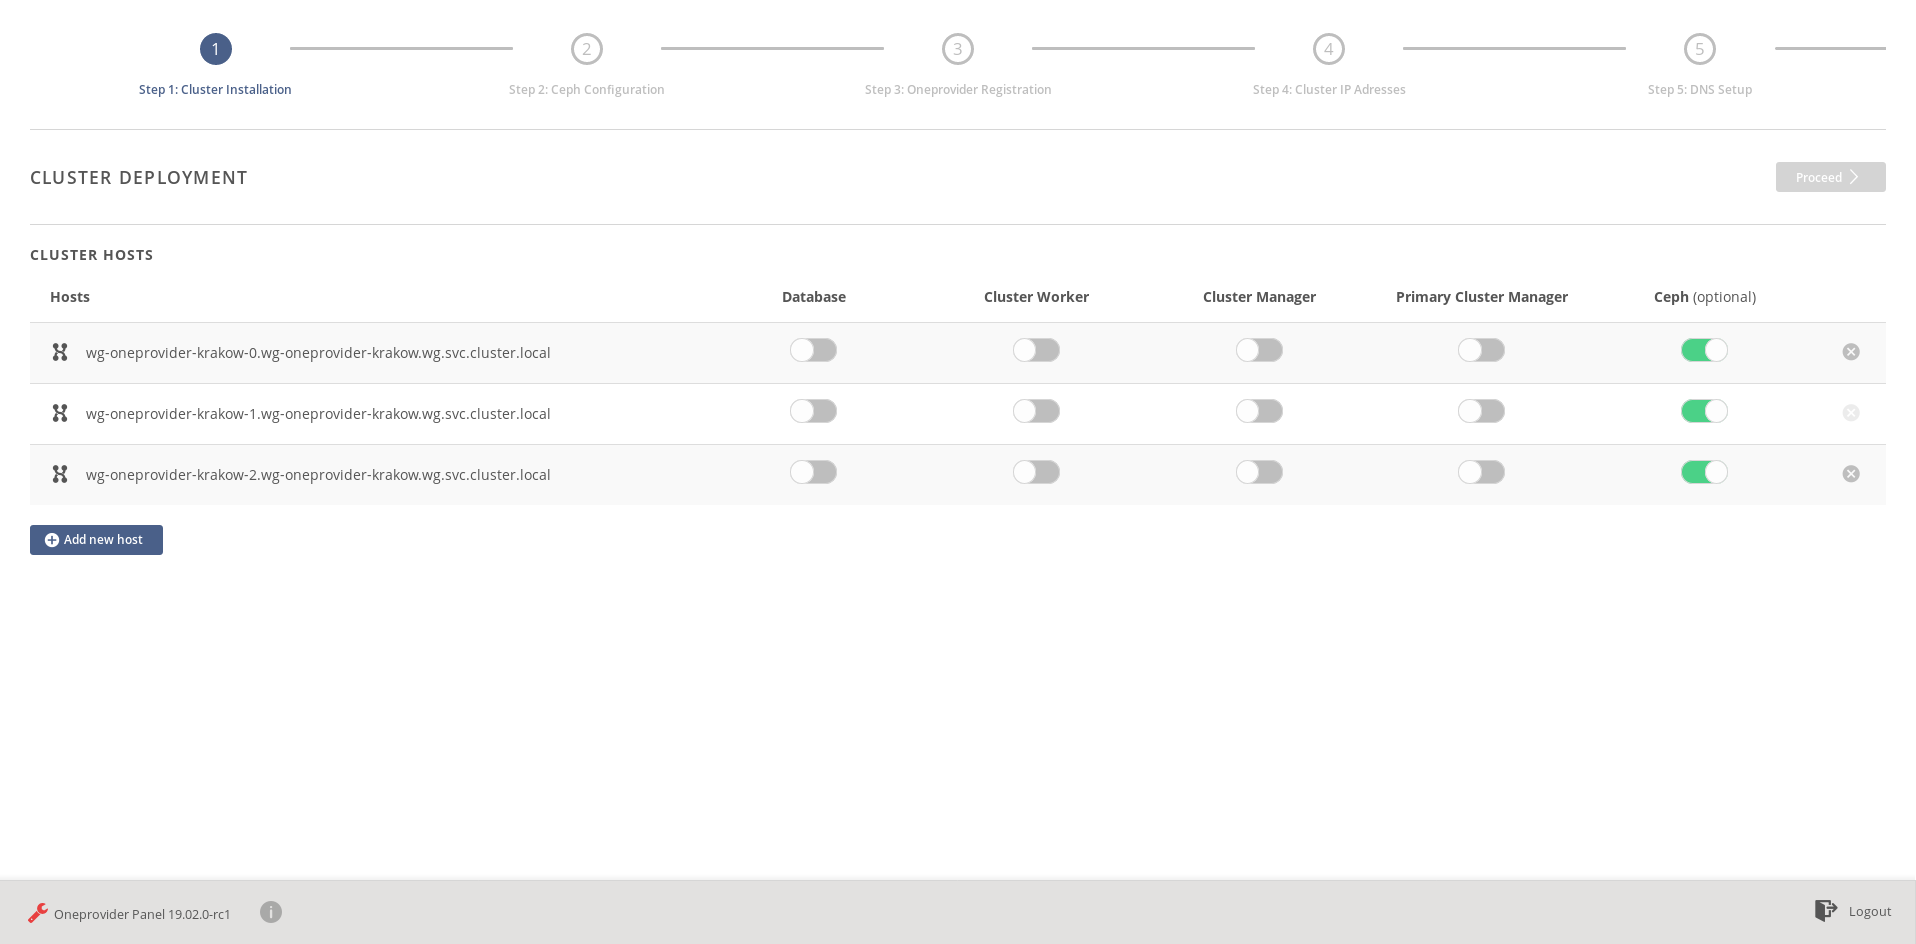 1 2 3 4 5
Step 1: Cluster Installation Step 2: Ceph Configuration Step 3: Oneprovider Registration Step 4: Cluster IP Adresses Step 5: DNS Setup
CLUSTER DEPLOYMENT Proceed
CLUSTER HOSTS
Hosts Database Cluster Worker Cluster Manager Primary Cluster Manager Ceph (optional)
wg-oneprovider-krakow-0.wg-oneprovider-krakow.wg.svc.cluster.local
wg-oneprovider-krakow-1.wg-oneprovider-krakow.wg.svc.cluster.local
wg-oneprovider-krakow-2.wg-oneprovider-krakow.wg.svc.cluster.local
Add new host
Oneprovider Panel 19.02.0-rc1 Logout